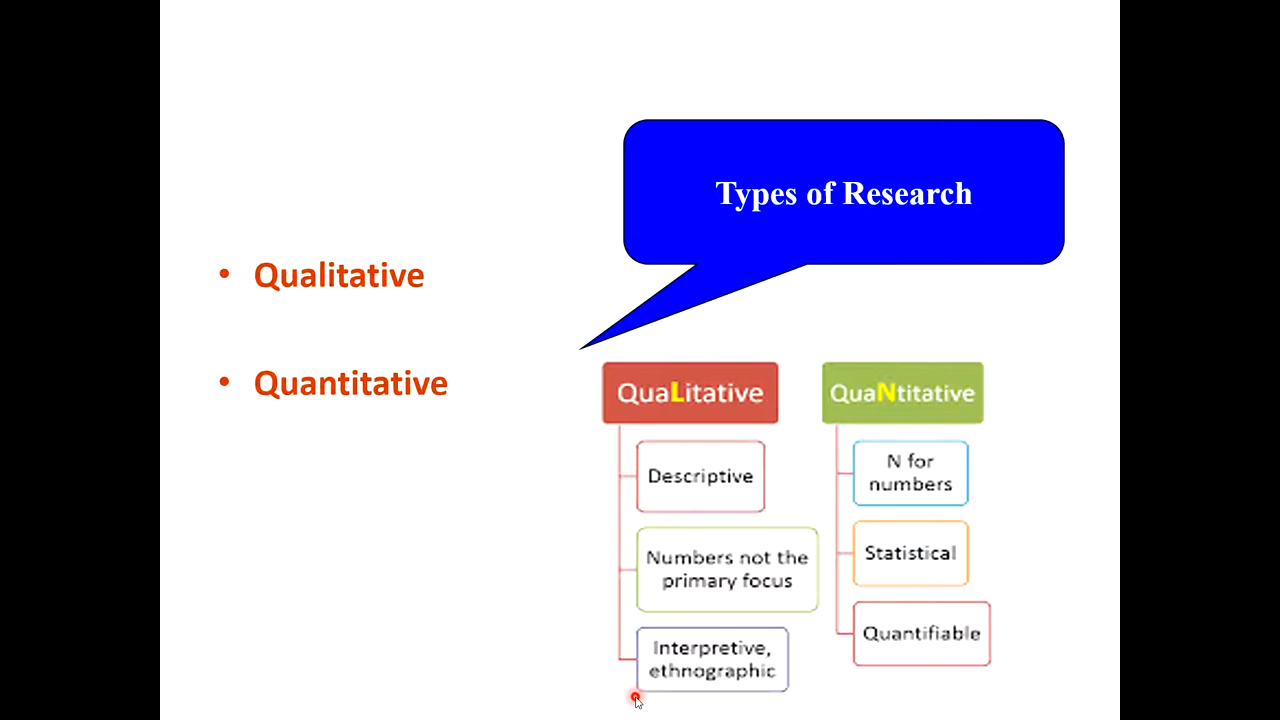 Types of Research
• Qualitative
• Quantitative
QuaLitative
Descriptive
Numbers not the
primary focus
Interpretive,
ethnographic
QuaNtitative
N for
numbers
Statistical
Quantifiable